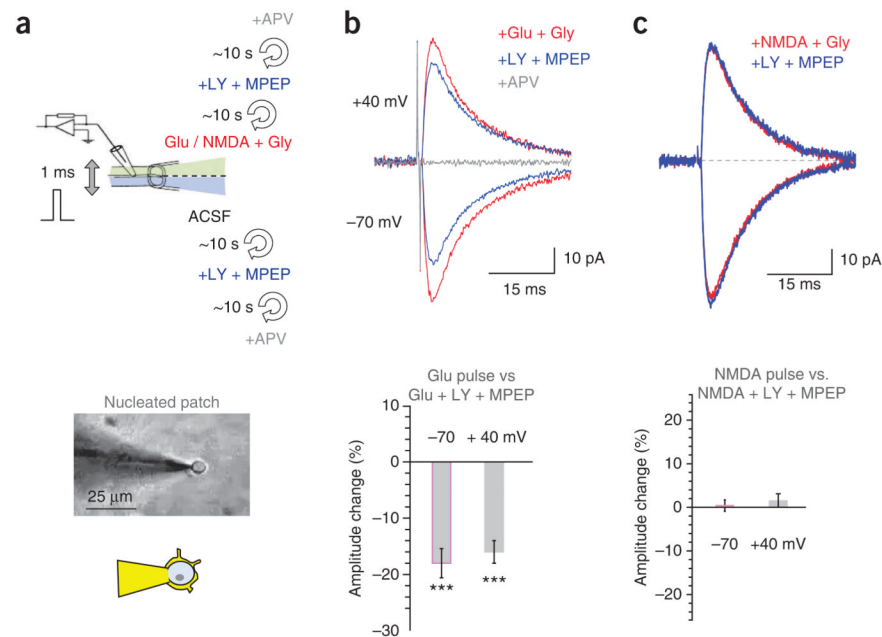 a
+APV
~10 s
+LY + MPEP
~10 s
Glu / NMDA + Gly
1 ms
ACSF
~10 s
+LY + MPEP
~10 s
+APV
Nucleated patch
25 μm
b
+Glu + Gly
+LY + MPEP
+APV
+40 mV
–70 mV
10 pA
15 ms
Glu pulse vs
Glu + LY + MPEP
–70 + 40 mV
Amplitude change (%)
10
0
–10
–20
–30
*** ***
c
+NMDA + Gly
+LY + MPEP
10 pA
15 ms
NMDA pulse vs.
NMDA + LY + MPEP
Amplitude change (%)
20
10
0
–10
–20
–70 +40 mV